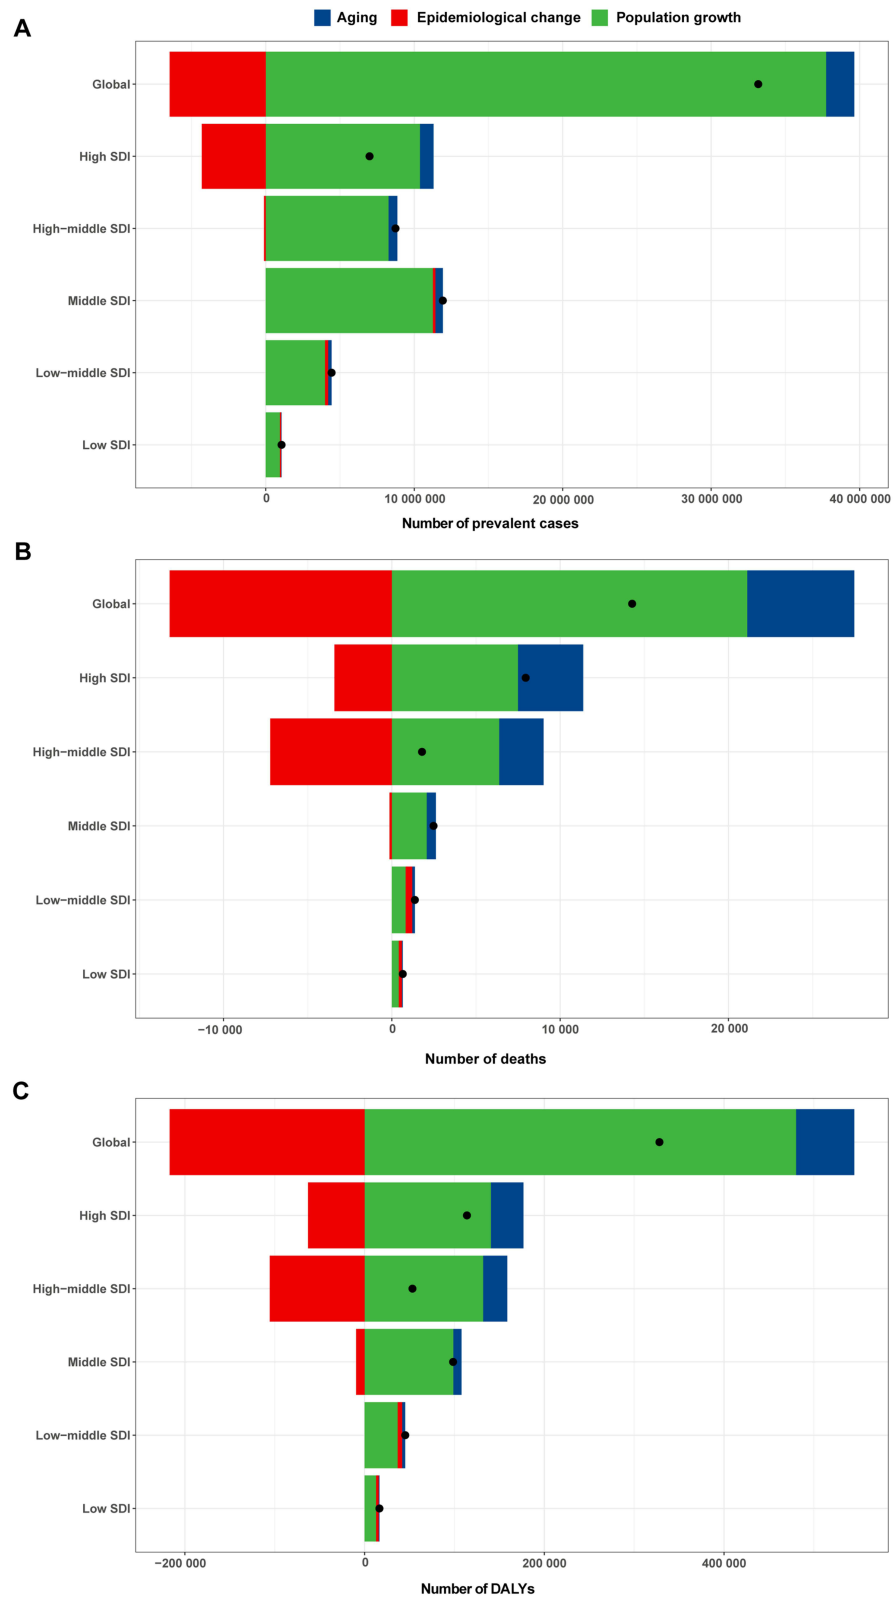 A
Aging Epidemiological change Population growth
Global
High SDI
High−middle SDI
Middle SDI
Low−middle SDI
Low SDI
0 10 000 000 20 000 000 30 000 000 40 000 000
Number of prevalent cases
B
Global
High SDI
High−middle SDI
Middle SDI
Low−middle SDI
Low SDI
−10 000 0 10 000 20 000
Number of deaths
C
Global
High SDI
High−middle SDI
Middle SDI
Low−middle SDI
Low SDI
−200 000 0 200 000 400 000
Number of DALYs